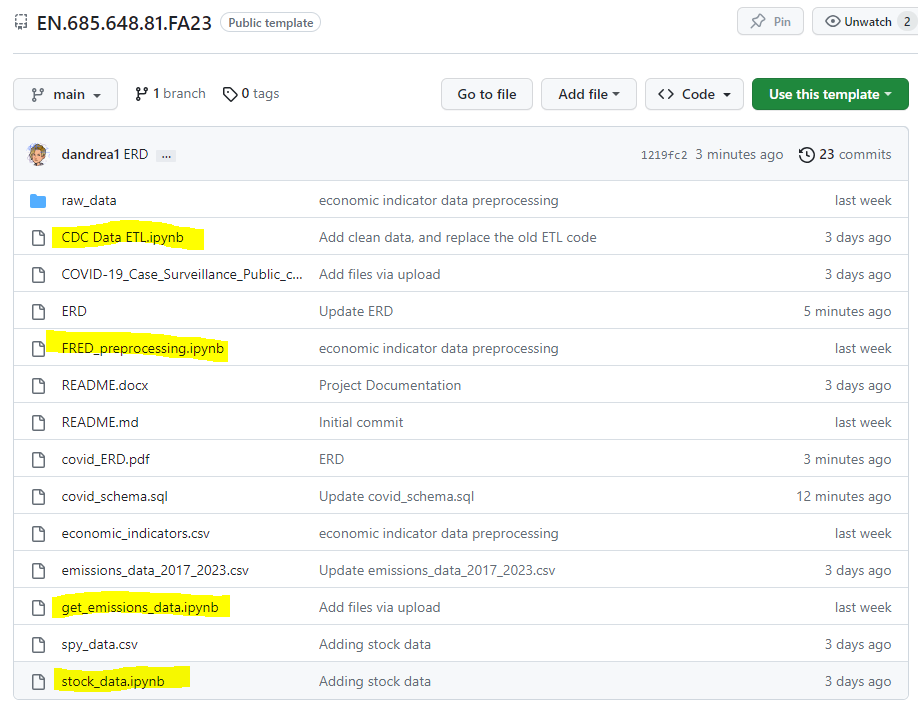 EN.685.648.81.FA23 Public template Pin Unwatch 2
main 1 branch 0 tags Go to file Add file Code Use this template
dandrea1 ERD ... 1219fc2 3 minutes ago 23 commits
raw_data economic indicator data preprocessing last week
CDC Data ETL.ipynb Add clean data, and replace the old ETL code 3 days ago
COVID-19_Case_Surveillance_Public_c... Add files via upload 3 days ago
ERD Update ERD 5 minutes ago
FRED_preprocessing.ipynb economic indicator data preprocessing last week
README.docx Project Documentation 3 days ago
README.md Initial commit last week
covid_ERD.pdf ERD 3 minutes ago
covid_schema.sql Update covid_schema.sql 12 minutes ago
economic_indicators.csv economic indicator data preprocessing last week
emissions_data_2017_2023.csv Update emissions_data_2017_2023.csv 3 days ago
get_emissions_data.ipynb Add files via upload last week
spy_data.csv Adding stock data 3 days ago
stock_data.ipynb Adding stock data 3 days ago